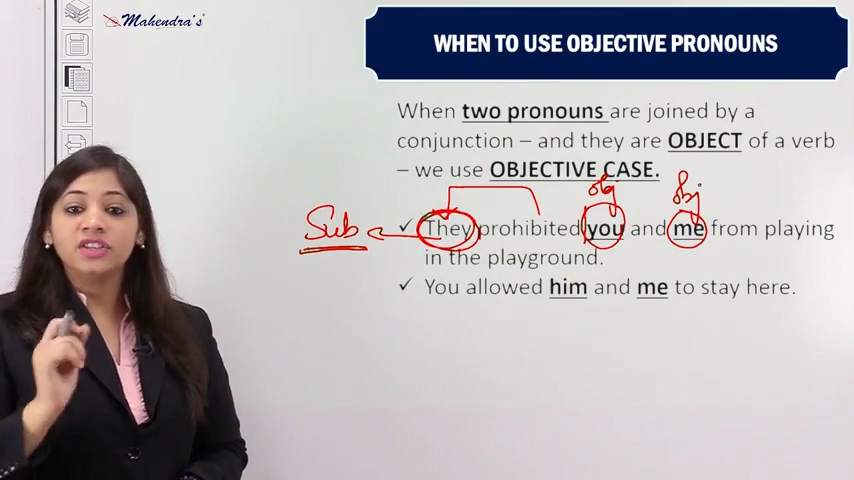 Mahendra's
WHEN TO USE OBJECTIVE PRONOUNS
When two pronouns are joined by a
conjunction – and they are OBJECT of a verb
– we use OBJECTIVE CASE.
obj obj
Sub
✓ They prohibited you and me from playing
in the playground.
✓ You allowed him and me to stay here.